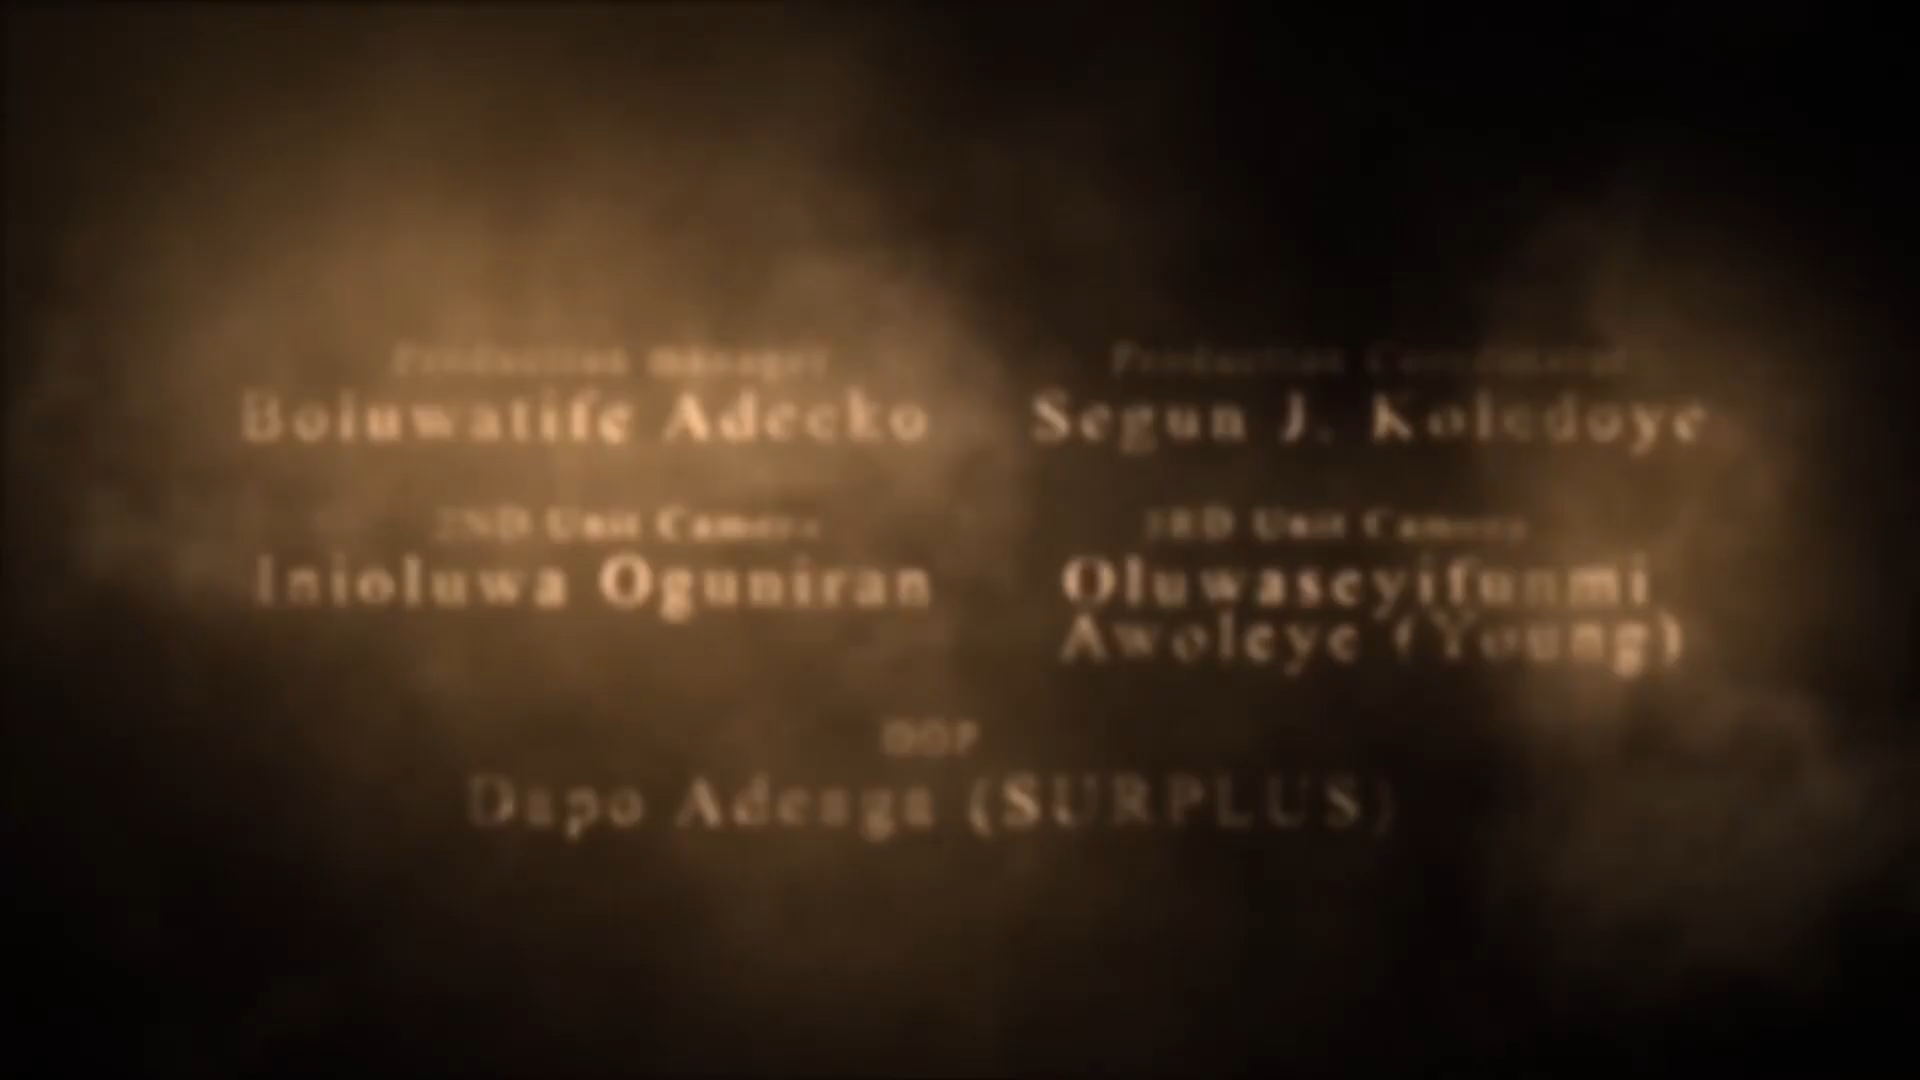 Production Manager
Boluwatife Adeeko
Production Coordinator
Segun J. Koledoye
2ND Unit Camera
Inioluwa Oguniran
3RD Unit Camera
Oluwaseyifunmi
Awoleye (Young)
DOP
Dapo Adeaga (SURPLUS)